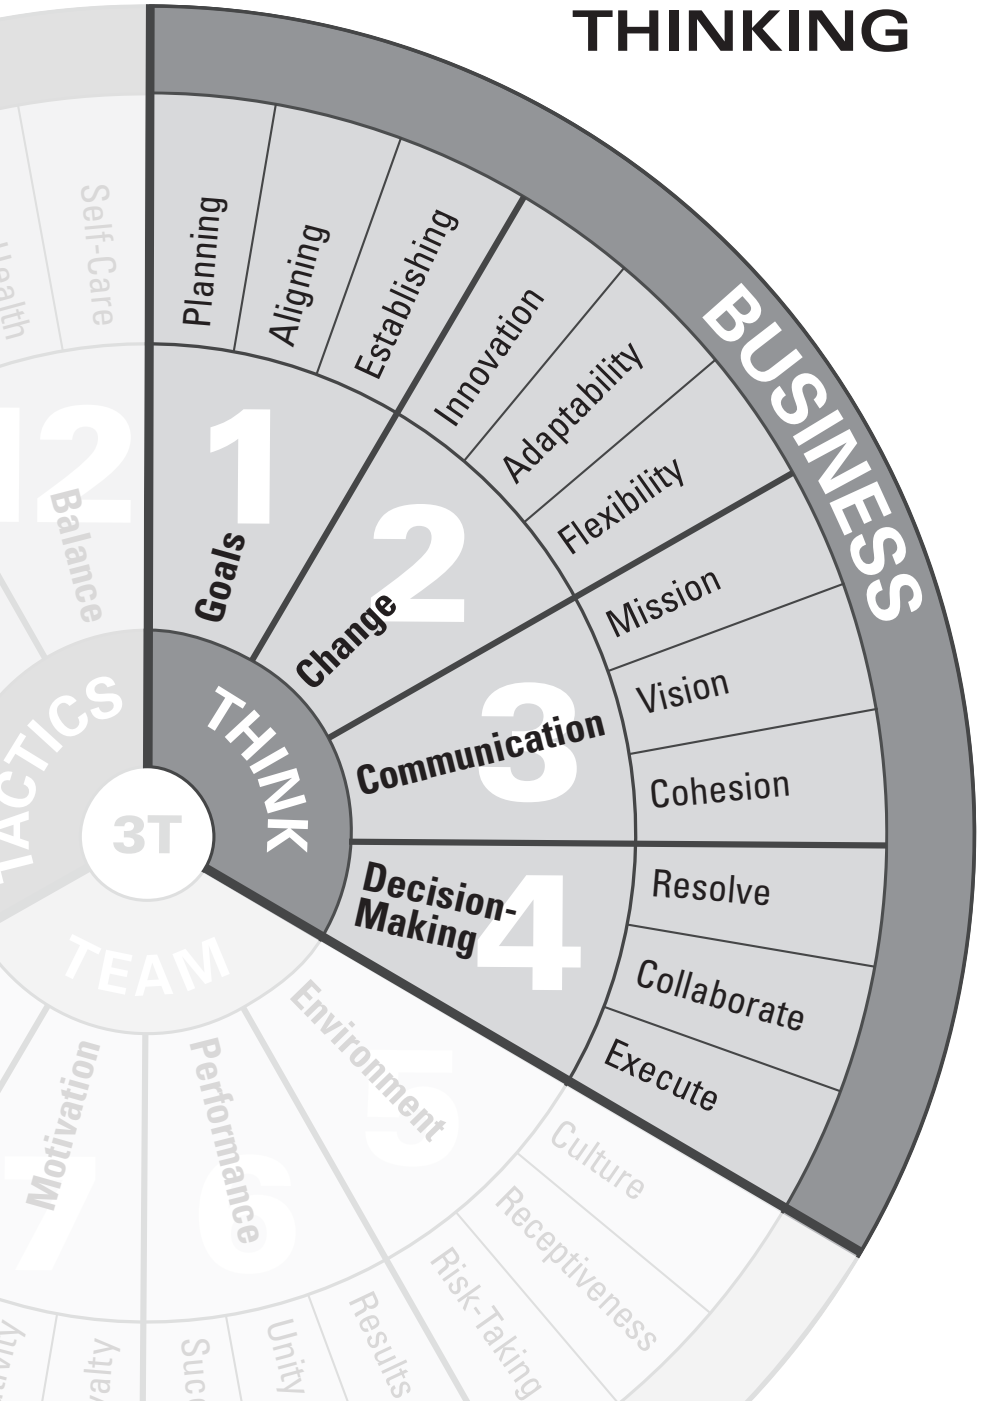 THINKING
BUSINESS
THINK
3T
1
Goals
Planning
Aligning
Establishing
2
Change
Innovation
Adaptability
Flexibility
3
Communication
Mission
Vision
Cohesion
4
Decision-
Making
Resolve
Collaborate
Execute
TEAM
5
Environment
Culture
Receptiveness
Risk-Taking
6
Performance
Results
Unity
7
Motivation
TACTICS
12
Balance
Self-Care
Health